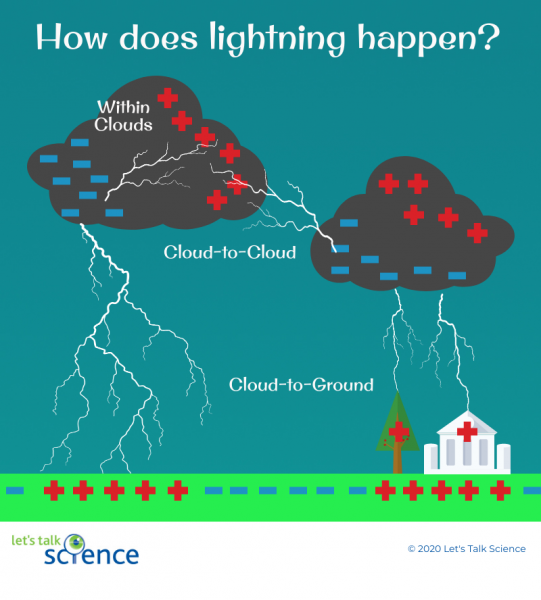 How does lightning happen?
Within
Clouds
Cloud-to-Cloud
Cloud-to-Ground
let's talk
science
© 2020 Let's Talk Science